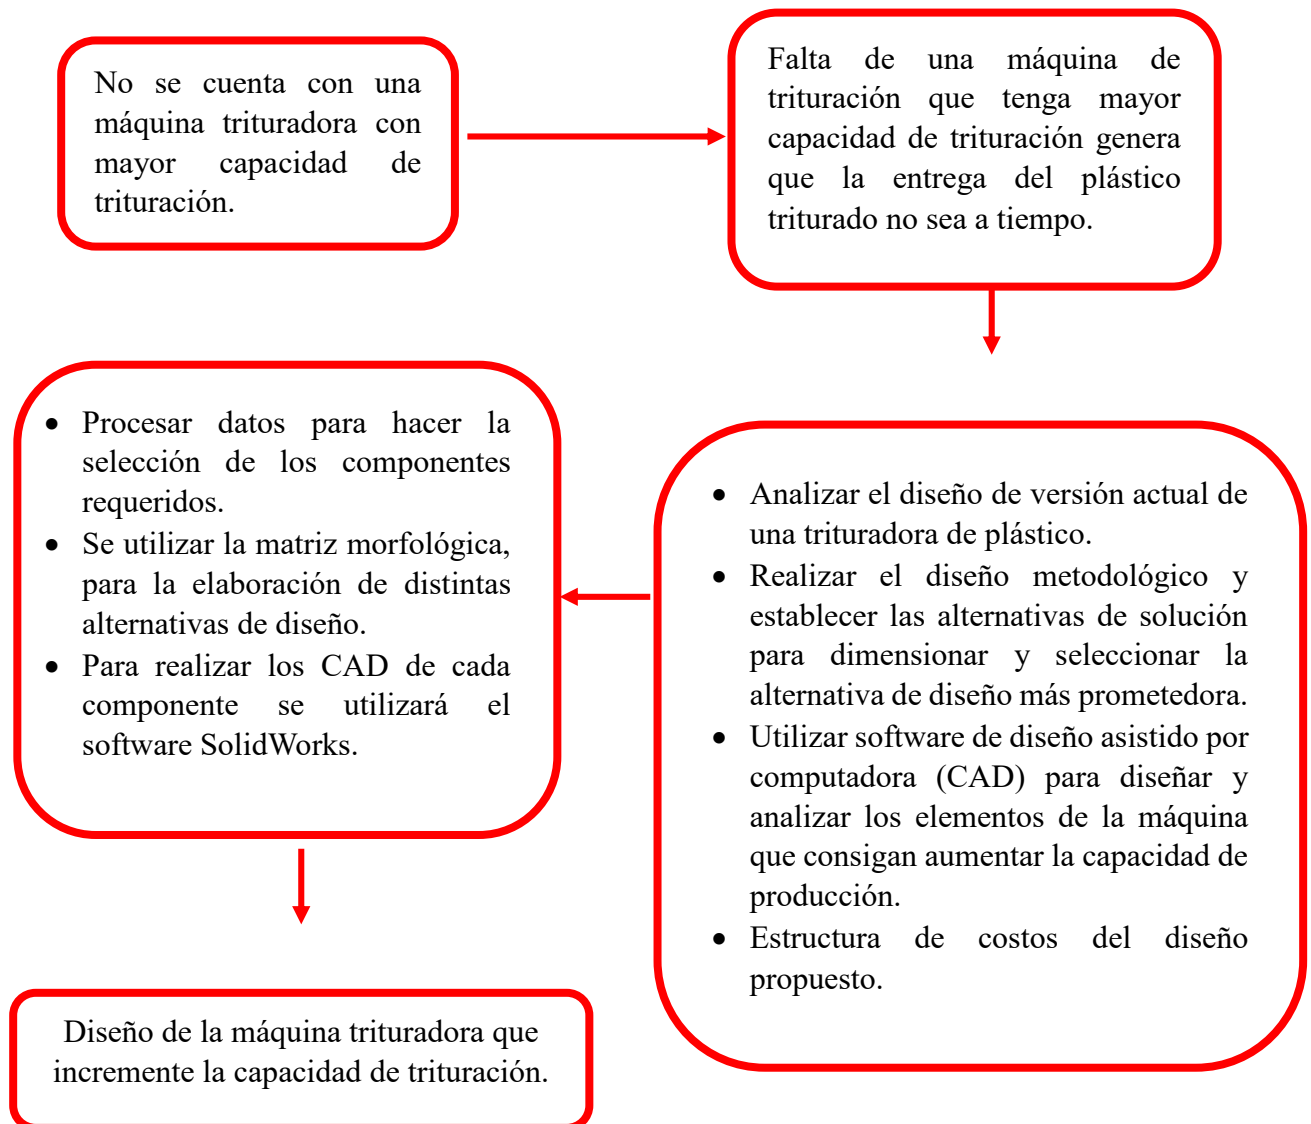 No se cuenta con una
máquina trituradora con
mayor capacidad de
trituración.
Falta de una máquina de
trituración que tenga mayor
capacidad de trituración genera
que la entrega del plástico
triturado no sea a tiempo.
• Analizar el diseño de versión actual de
una trituradora de plástico.
• Realizar el diseño metodológico y
establecer las alternativas de solución
para dimensionar y seleccionar la
alternativa de diseño más prometedora.
• Utilizar software de diseño asistido por
computadora (CAD) para diseñar y
analizar los elementos de la máquina
que consigan aumentar la capacidad de
producción.
• Estructura de costos del diseño
propuesto.
• Procesar datos para hacer la
selección de los componentes
requeridos.
• Se utilizar la matriz morfológica,
para la elaboración de distintas
alternativas de diseño.
• Para realizar los CAD de cada
componente se utilizará el
software SolidWorks.
Diseño de la máquina trituradora que
incremente la capacidad de trituración.